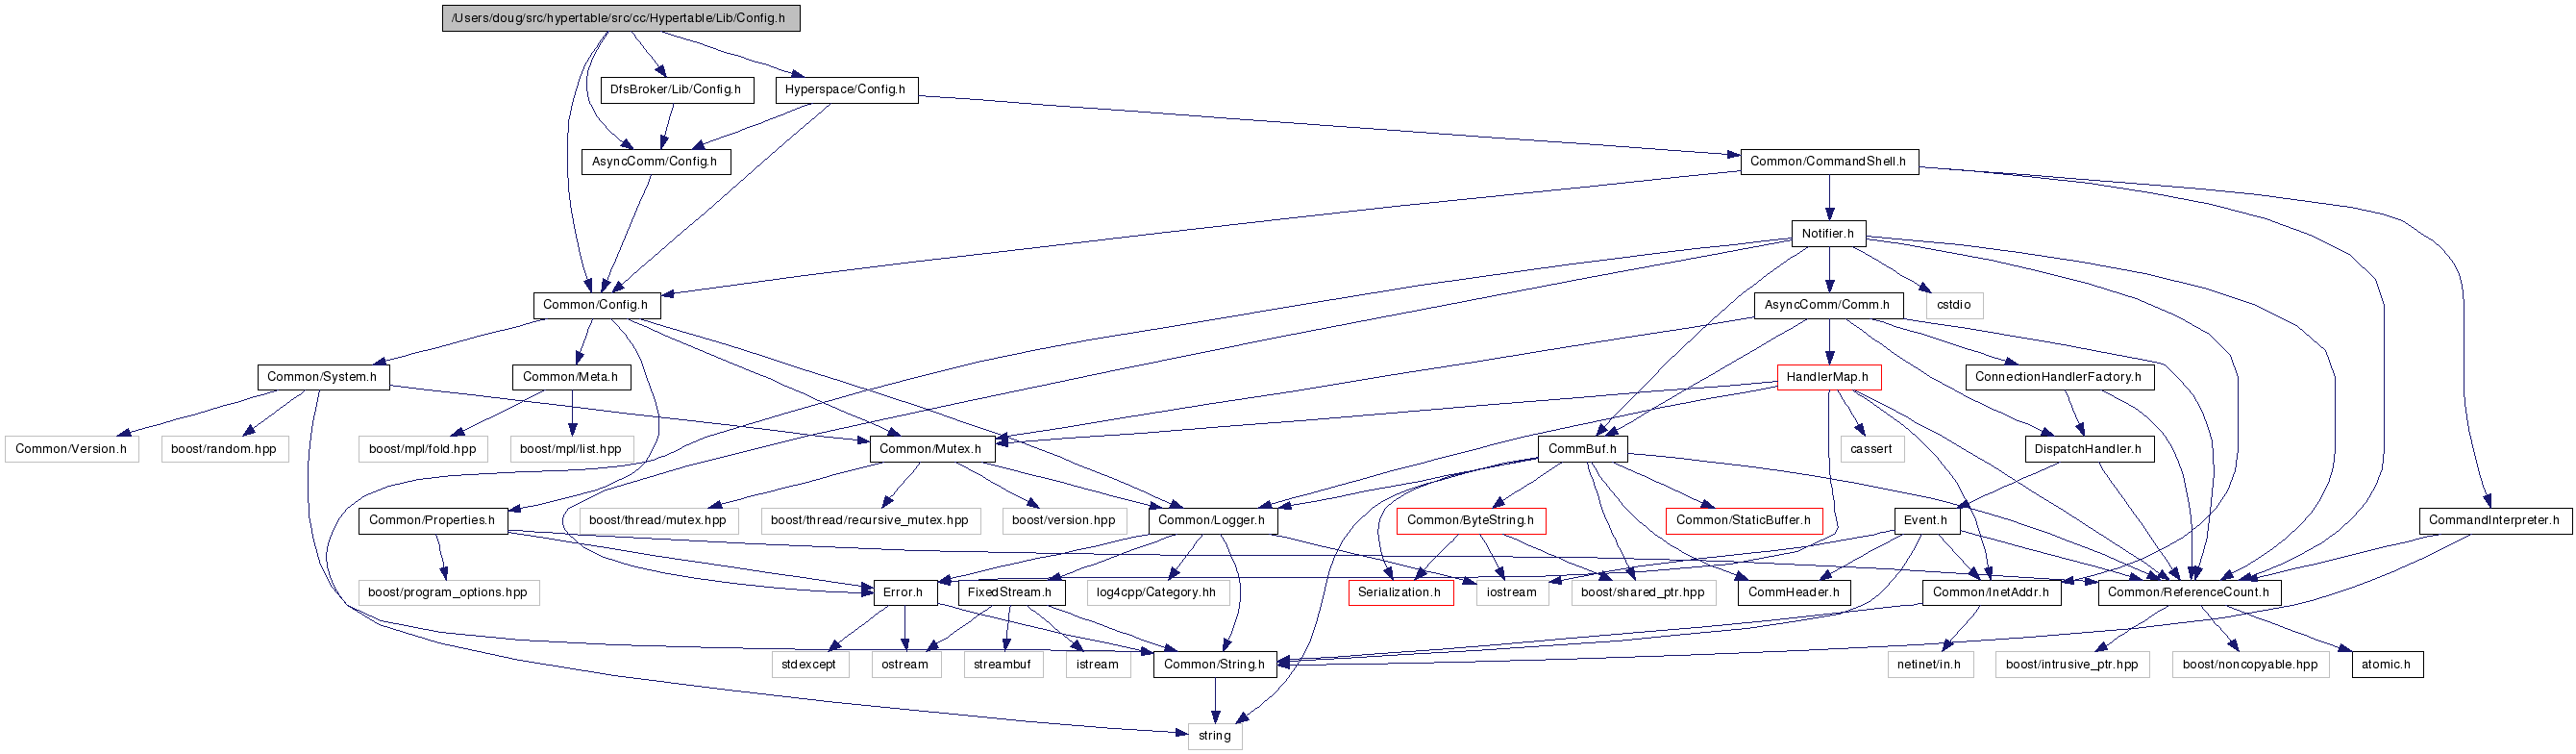 /Users/doug/src/hypertable/src/cc/Hypertable/Lib/Config.h
DfsBroker/Lib/Config.h
Hyperspace/Config.h
AsyncComm/Config.h
Common/CommandShell.h
Notifier.h
Common/Config.h
AsyncComm/Comm.h
cstdio
Common/System.h
Common/Meta.h
HandlerMap.h
ConnectionHandlerFactory.h
Common/Version.h
boost/random.hpp
boost/mpl/fold.hpp
boost/mpl/list.hpp
Common/Mutex.h
CommBuf.h
cassert
DispatchHandler.h
Common/Properties.h
boost/thread/mutex.hpp
boost/thread/recursive_mutex.hpp
boost/version.hpp
Common/Logger.h
Common/ByteString.h
Common/StaticBuffer.h
Event.h
CommandInterpreter.h
boost/program_options.hpp
Error.h
FixedStream.h
log4cpp/Category.hh
Serialization.h
iostream
boost/shared_ptr.hpp
CommHeader.h
Common/InetAddr.h
Common/ReferenceCount.h
stdexcept
ostream
streambuf
istream
Common/String.h
netinet/in.h
boost/intrusive_ptr.hpp
boost/noncopyable.hpp
atomic.h
string